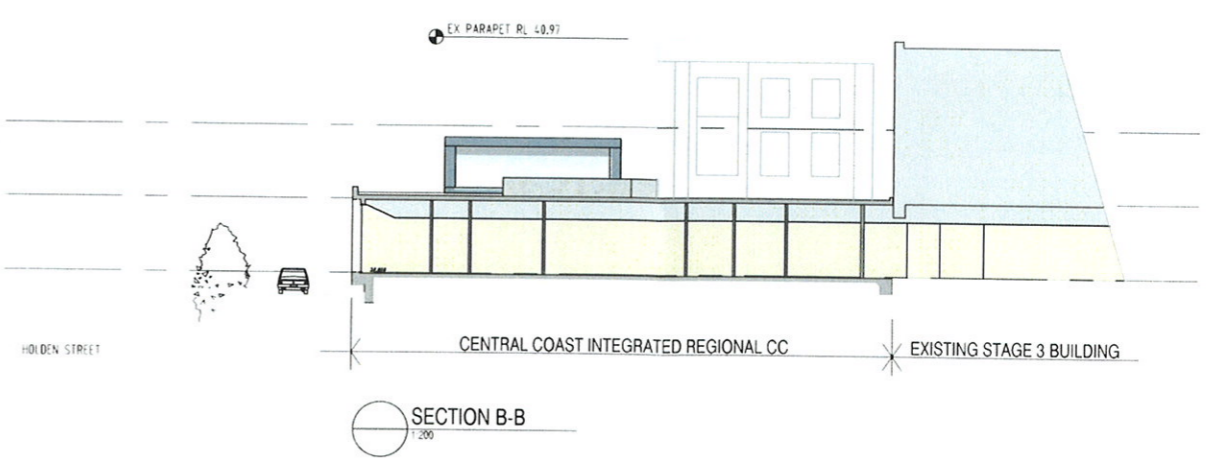 EX PARAPET RL 40.97
HOLDEN STREET
CENTRAL COAST INTEGRATED REGIONAL CC
EXISTING STAGE 3 BUILDING
SECTION B-B
1:200